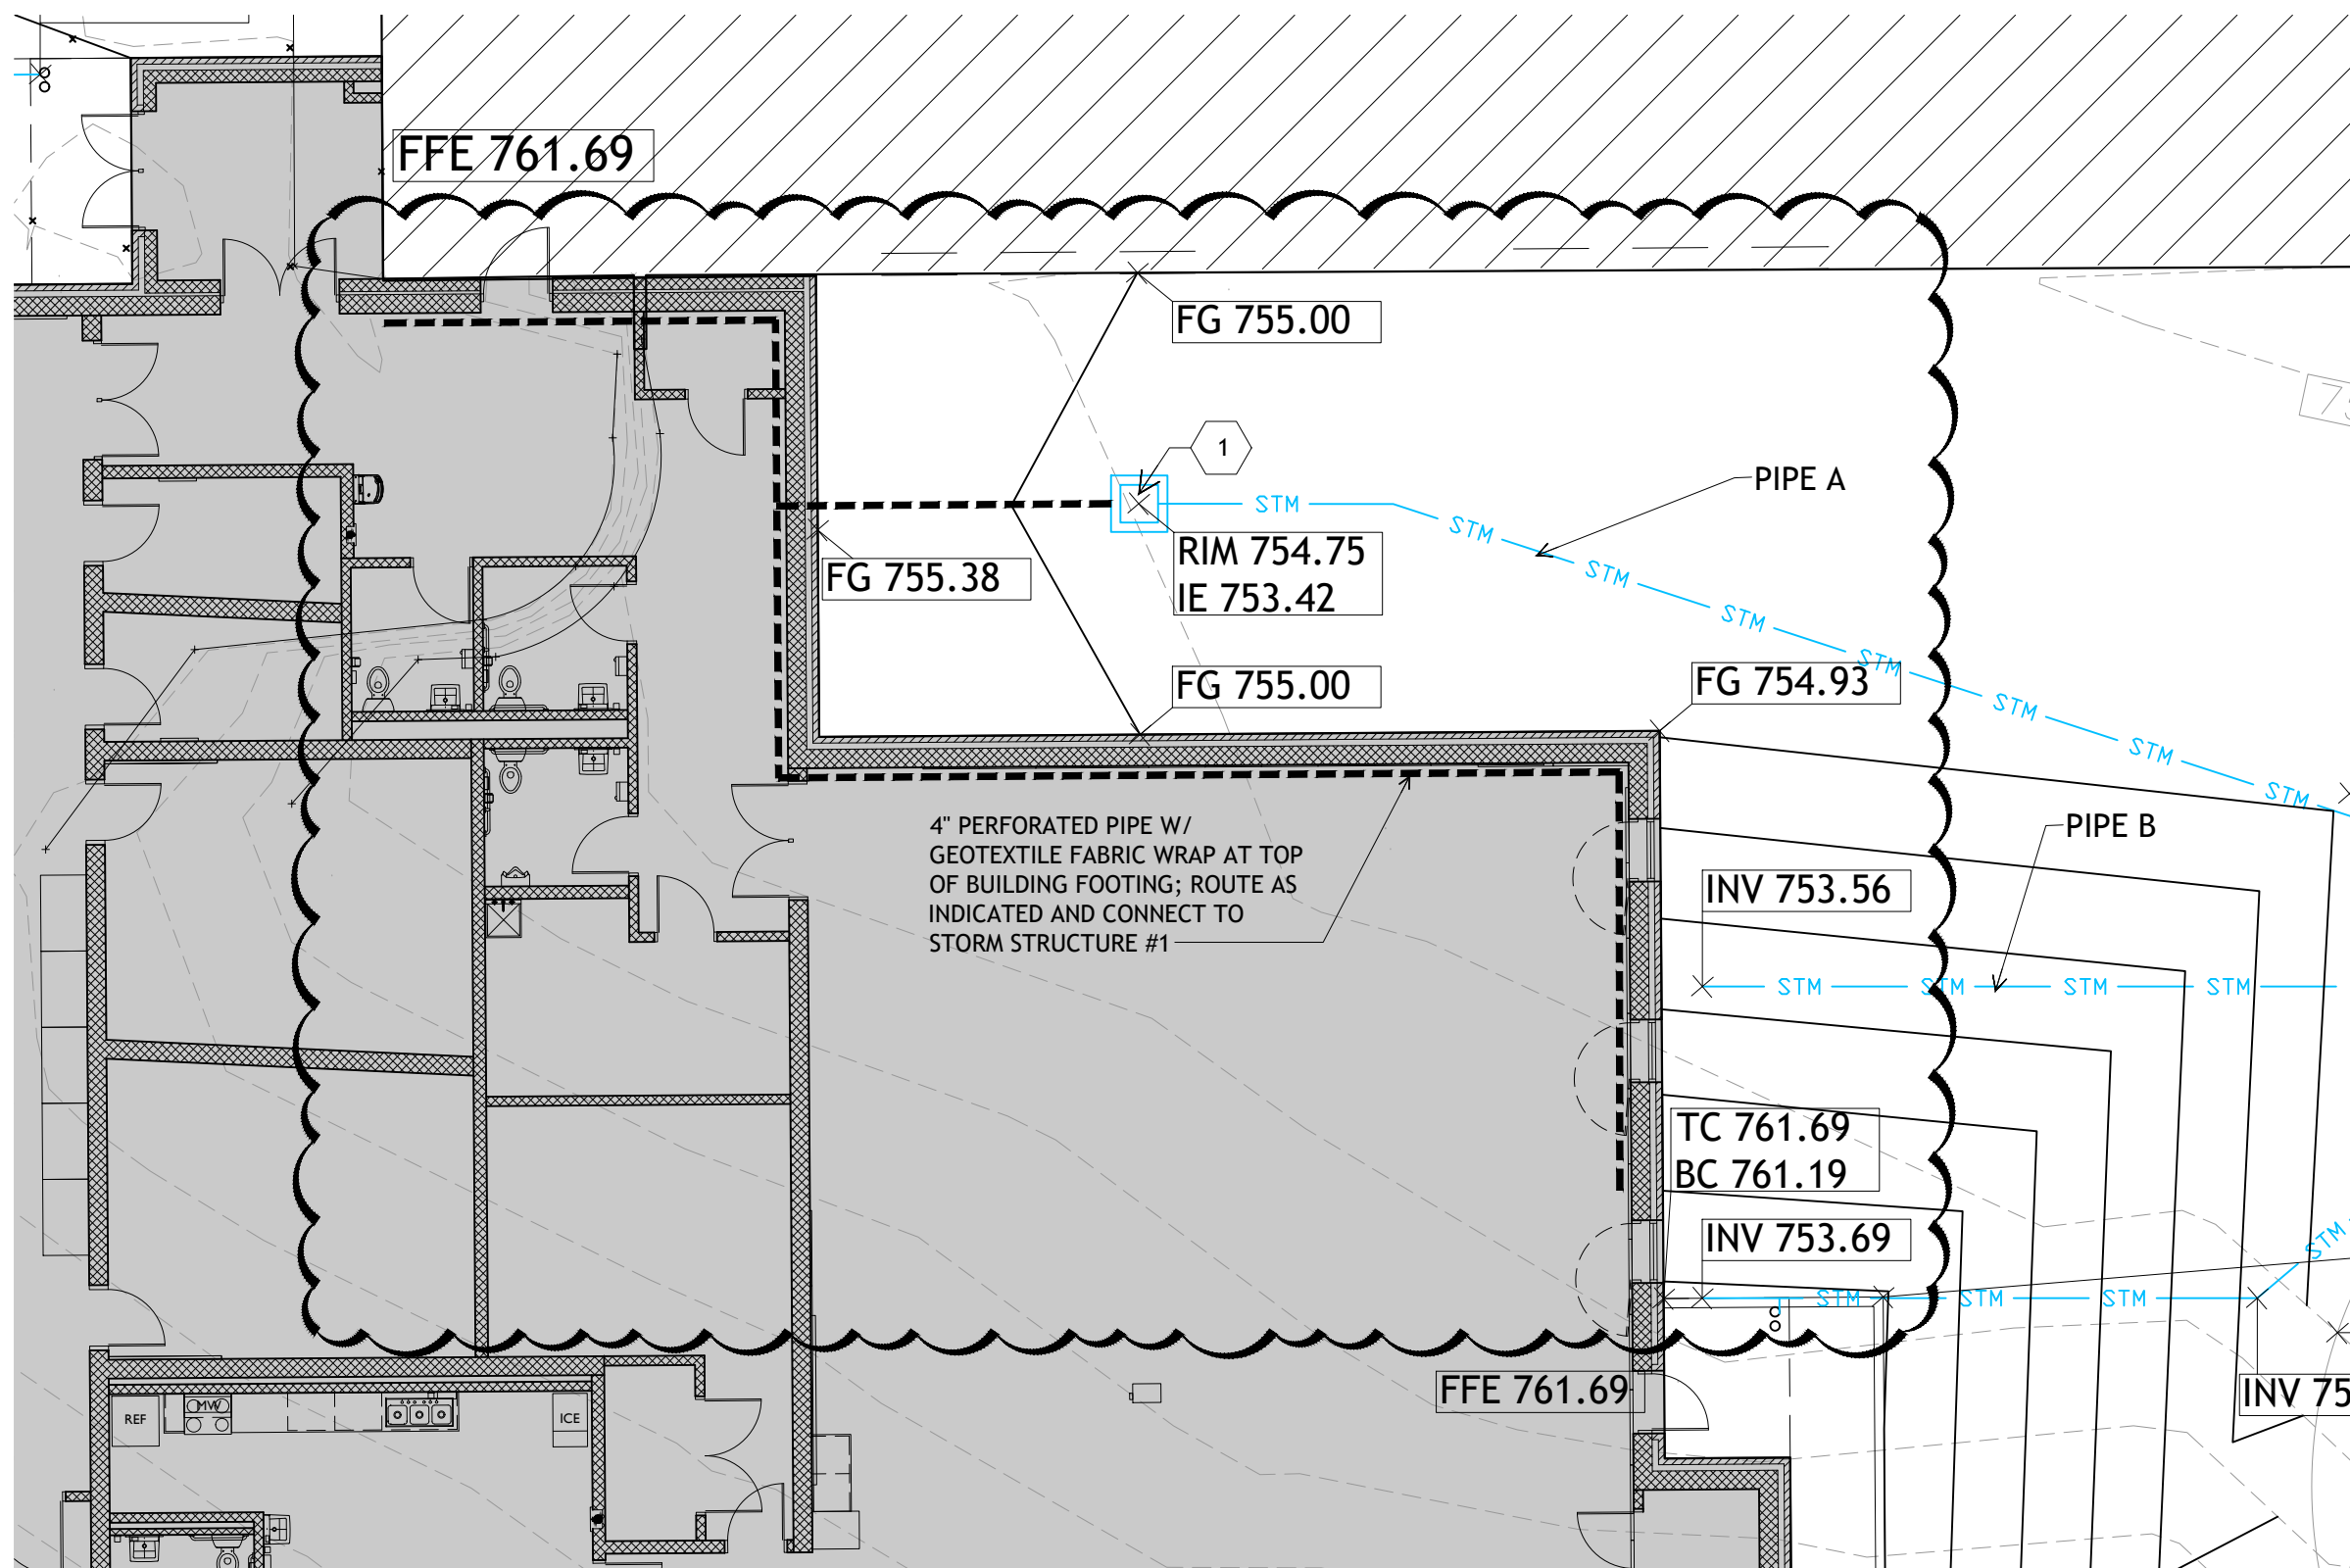 FFE 761.69
FG 755.00
1
PIPE A
STM
STM
RIM 754.75
IE 753.42
FG 755.38
STM
STM
STM
FG 755.00
FG 754.93
STM
STM
STM
4" PERFORATED PIPE W/
GEOTEXTILE FABRIC WRAP AT TOP
OF BUILDING FOOTING; ROUTE AS
INDICATED AND CONNECT TO
STORM STRUCTURE #1
PIPE B
INV 753.56
STM
STM
STM
STM
TC 761.69
BC 761.19
INV 753.69
STM
STM
STM
STM
FFE 761.69
INV 75
REF
MW
ICE